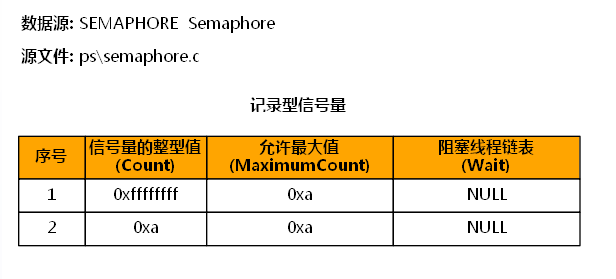 数据源: SEMAPHORE  Semaphore
源文件: ps\semaphore.c
记录型信号量
序号 信号量的整型值 (Count) 允许最大值 (MaximumCount) 阻塞线程链表 (Wait)
1 0xffffffff 0xa NULL
2 0xa 0xa NULL